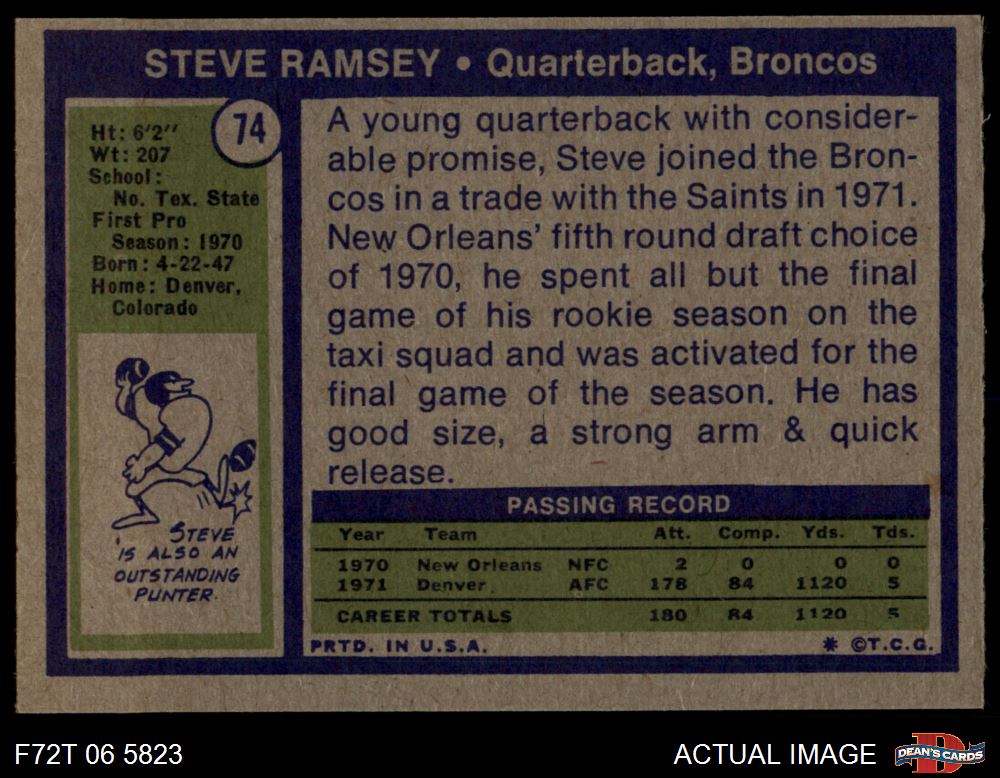 STEVE RAMSEY • Quarterback, Broncos
74
Ht: 6'2''
Wt: 207
School:
No. Tex. State
First Pro
Season: 1970
Born: 4-22-47
Home: Denver,
Colorado
STEVE
IS ALSO AN
OUTSTANDING
PUNTER.
A young quarterback with consider-
able promise, Steve joined the Bron-
cos in a trade with the Saints in 1971.
New Orleans' fifth round draft choice
of 1970, he spent all but the final
game of his rookie season on the
taxi squad and was activated for the
final game of the season. He has
good size, a strong arm & quick
release.
PASSING RECORD
Year Team Att. Comp. Yds. Tds.
1970 New Orleans NFC 2 0 0 0
1971 Denver AFC 178 84 1120 5
CAREER TOTALS 180 84 1120 5
PRTD. IN U.S.A. * ©T.C.G.
F72T 06 5823 ACTUAL IMAGE DEAN'S CARDS